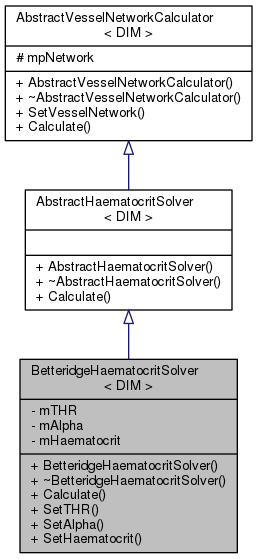 AbstractVesselNetworkCalculator
< DIM >
# mpNetwork
+ AbstractVesselNetworkCalculator()
+ ~AbstractVesselNetworkCalculator()
+ SetVesselNetwork()
+ Calculate()
AbstractHaematocritSolver
< DIM >
+ AbstractHaematocritSolver()
+ ~AbstractHaematocritSolver()
+ Calculate()
BetteridgeHaematocritSolver
< DIM >
- mTHR
- mAlpha
- mHaematocrit
+ BetteridgeHaematocritSolver()
+ ~BetteridgeHaematocritSolver()
+ Calculate()
+ SetTHR()
+ SetAlpha()
+ SetHaematocrit()